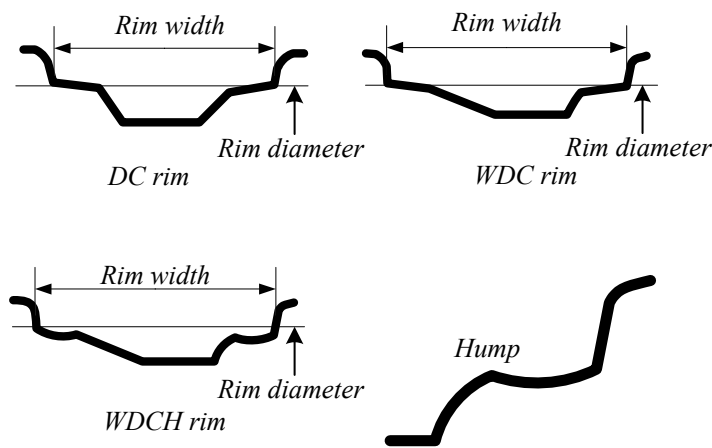 Rim width
Rim diameter
DC rim
Rim width
Rim diameter
WDC rim
Rim width
Rim diameter
WDCH rim
Hump